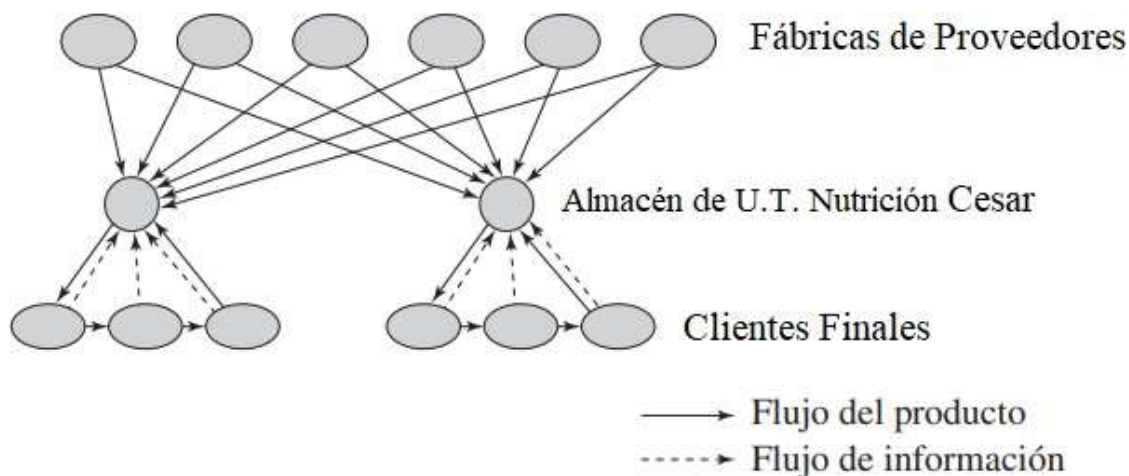 Fábricas de Proveedores
Almacén de U.T. Nutrición Cesar
Clientes Finales
Flujo del producto
Flujo de información